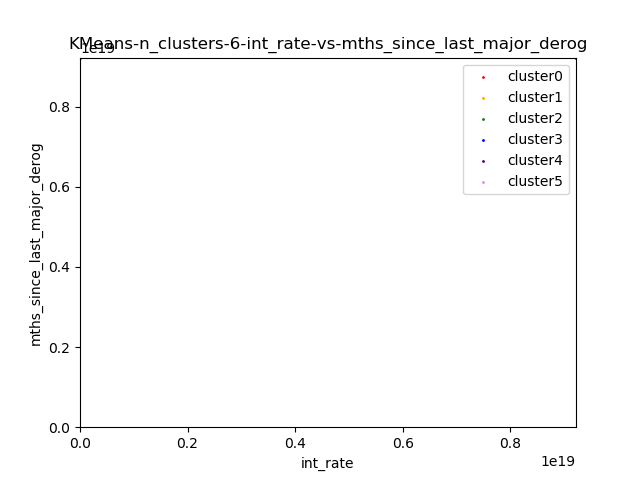 KMeans-n_clusters-6-int_rate-vs-mths_since_last_major_derog
1e19
cluster0
cluster1
cluster2
cluster3
cluster4
cluster5
mths_since_last_major_derog
0.8
0.6
0.4
0.2
0.0
0.0 0.2 0.4 0.6 0.8
1e19
int_rate